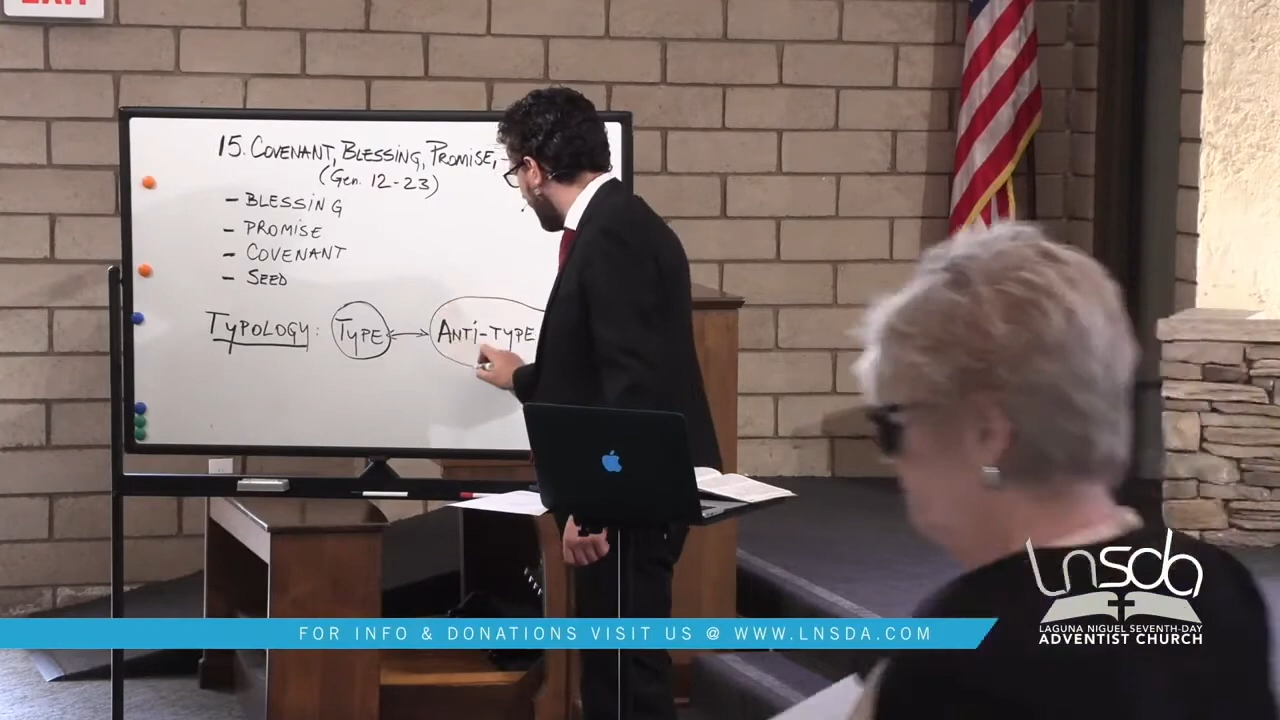 EXIT
15. COVENANT, BLESSING, PROMISE,
(Gen. 12-23)
- BLESSING
- PROMISE
- COVENANT
- SEED
TYPOLOGY: TYPE ANTI-TYPE
lnsda
LAGUNA NIGUEL SEVENTH-DAY
ADVENTIST CHURCH
FOR INFO & DONATIONS VISIT US @ WWW.LNSDA.COM